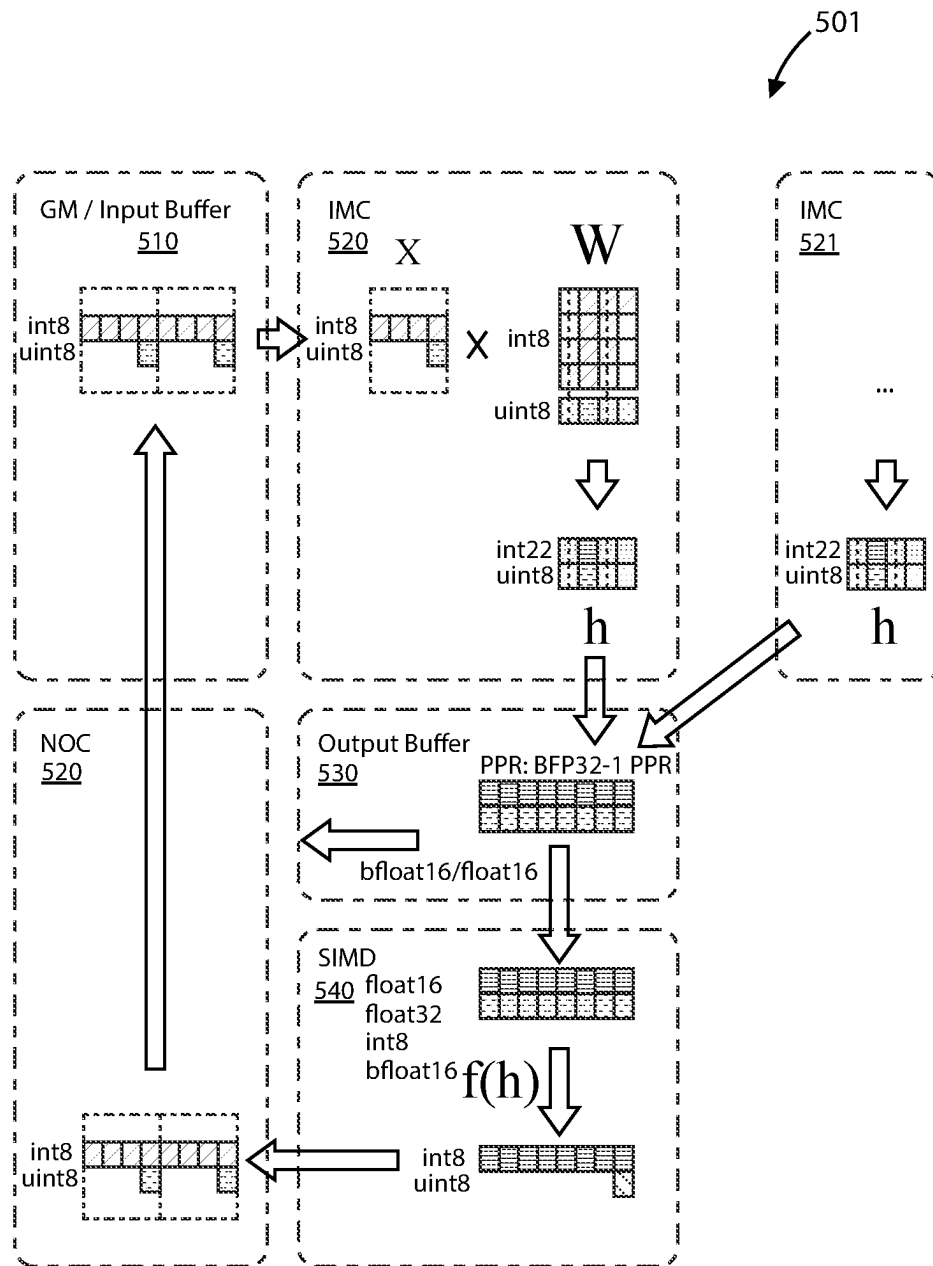 501
GM / Input Buffer
510
int8
uint8
IMC
520
X
W
int8
uint8
X
int8
uint8
int22
uint8
h
IMC
521
...
int22
uint8
h
NOC
520
int8
uint8
Output Buffer
530
PPR: BFP32-1 PPR
bfloat16/float16
SIMD
540
float16
float32
int8
bfloat16
f(h)
int8
uint8